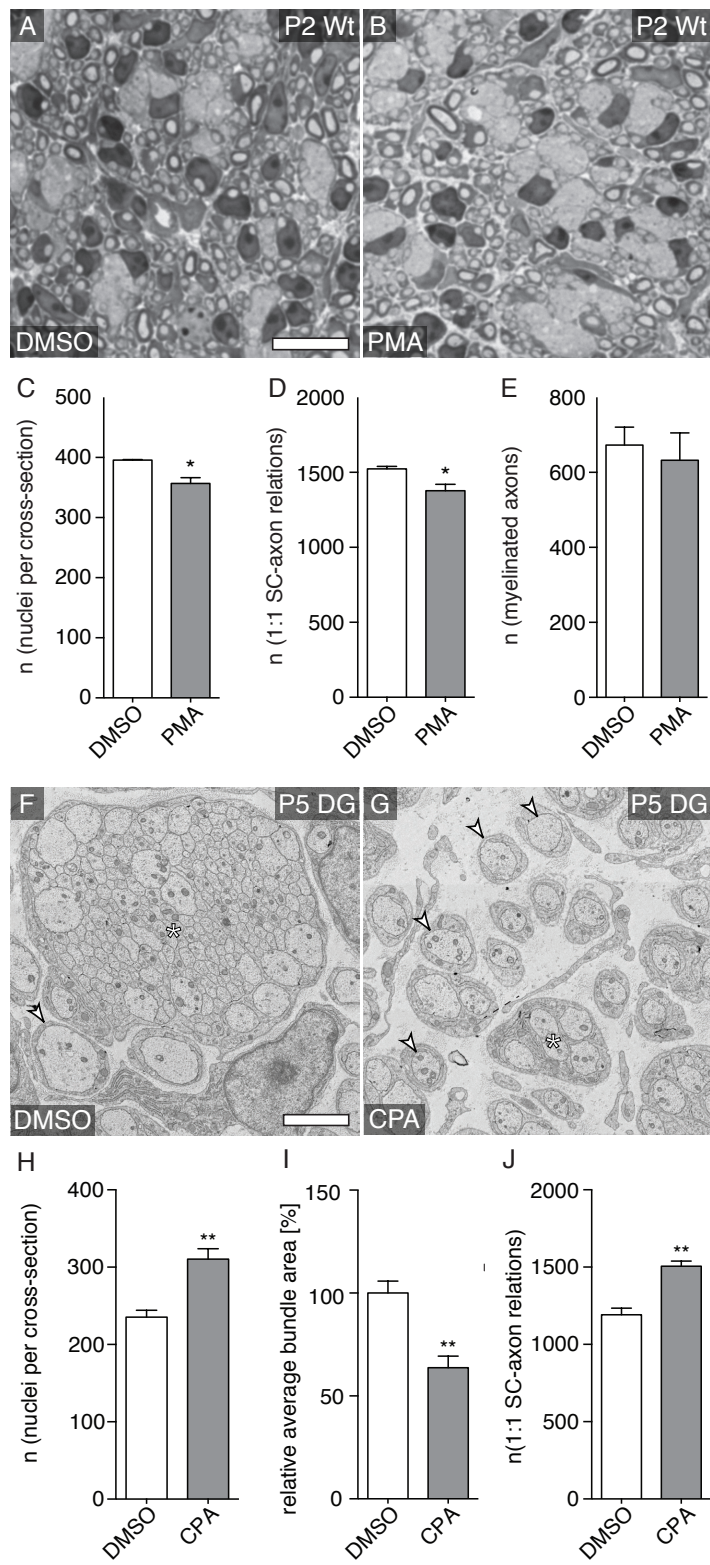 A P2 Wt
B P2 Wt
DMSO
PMA
C
n (nuclei per cross-section)
500
400
300
200
100
0
*
DMSO
PMA
D
n (1:1 SC-axon relations)
2000
1500
1000
500
0
*
DMSO
PMA
E
n (myelinated axons)
800
600
400
200
0
DMSO
PMA
F P5 DG
G P5 DG
*
*
DMSO
CPA
H
n (nuclei per cross-section)
400
300
200
100
0
**
DMSO
CPA
I
relative average bundle area [%]
150
100
50
0
**
DMSO
CPA
J
n(1:1 SC-axon relations)
2000
1500
1000
500
0
**
DMSO
CPA